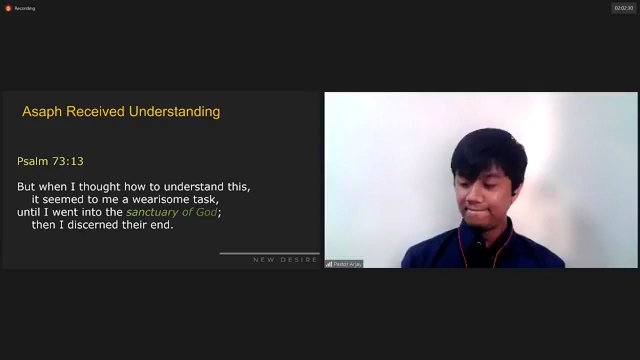 Recording
02:02:30
Asaph Received Understanding
Psalm 73:13
But when I thought how to understand this,
it seemed to me a wearisome task,
until I went into the sanctuary of God;
then I discerned their end.
NEW DESIRE
Pastor Arjay